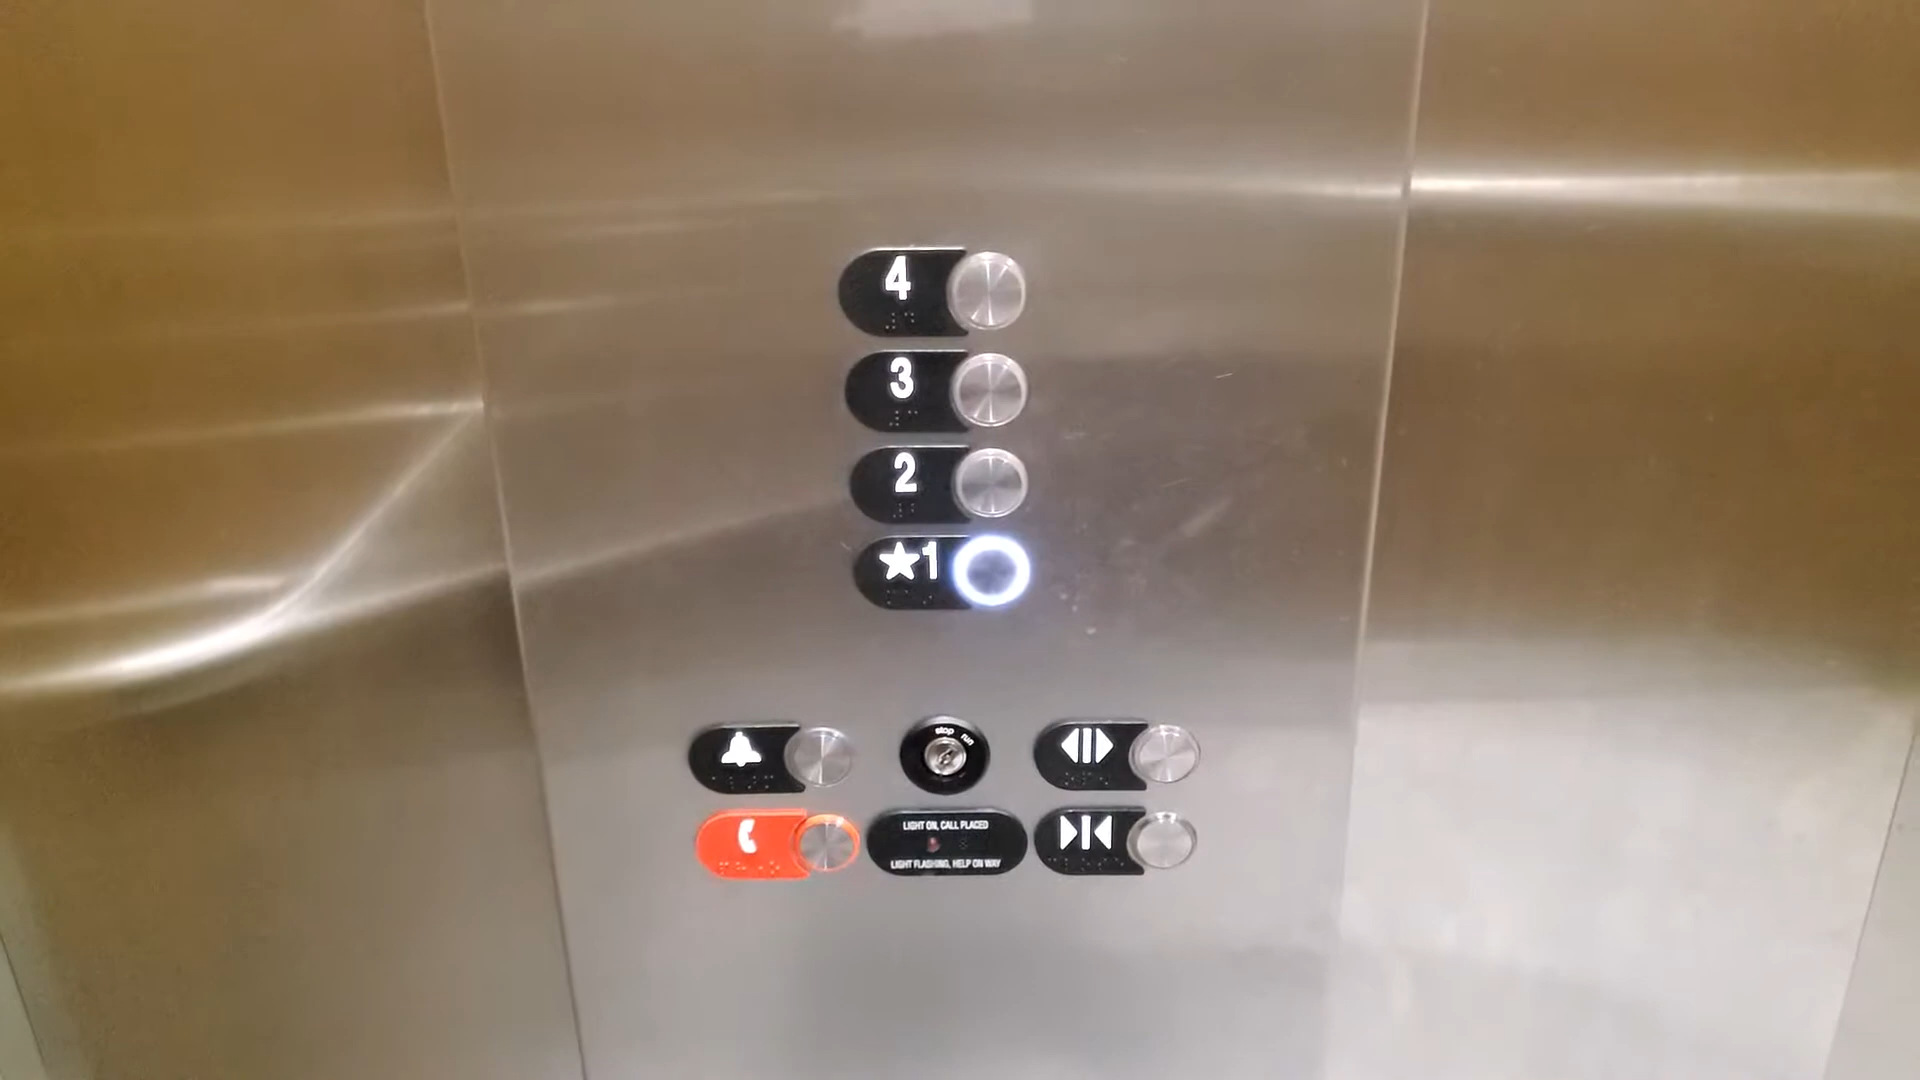 4
3
2
★1
stop run
LIGHT ON, CALL PLACED
LIGHT FLASHING, HELP ON WAY